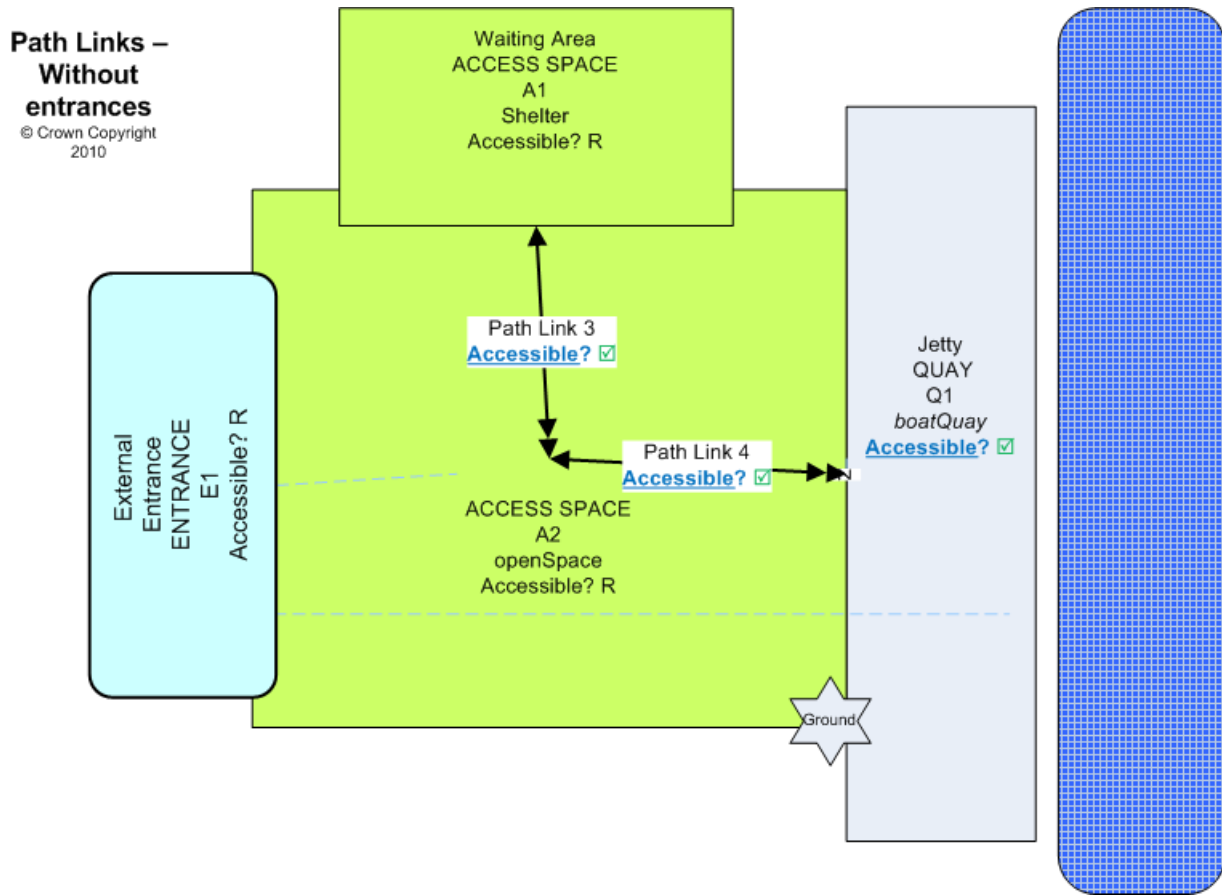 Path Links –
Without
entrances
© Crown Copyright
2010
Waiting Area
ACCESS SPACE
A1
Shelter
Accessible? R
Path Link 3
Accessible? ☑
Path Link 4
Accessible? ☑
ACCESS SPACE
A2
openSpace
Accessible? R
External
Entrance
ENTRANCE
E1
Accessible? R
Jetty
QUAY
Q1
boatQuay
Accessible? ☑
Ground